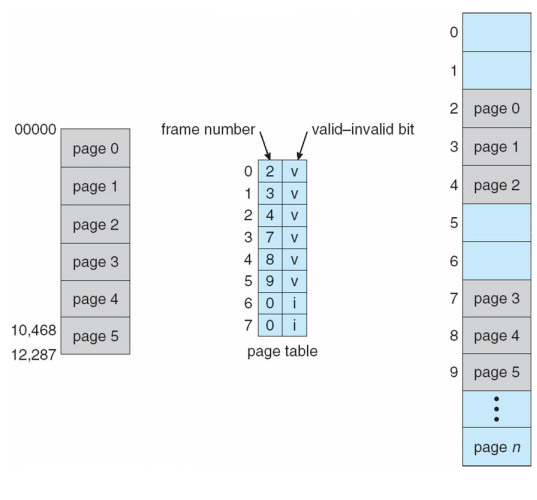 00000
page 0
page 1
page 2
page 3
page 4
10,468
page 5
12,287
frame number
valid–invalid bit
0 2 v
1 3 v
2 4 v
3 7 v
4 8 v
5 9 v
6 0 i
7 0 i
page table
0
1
2 page 0
3 page 1
4 page 2
5
6
7 page 3
8 page 4
9 page 5
page n